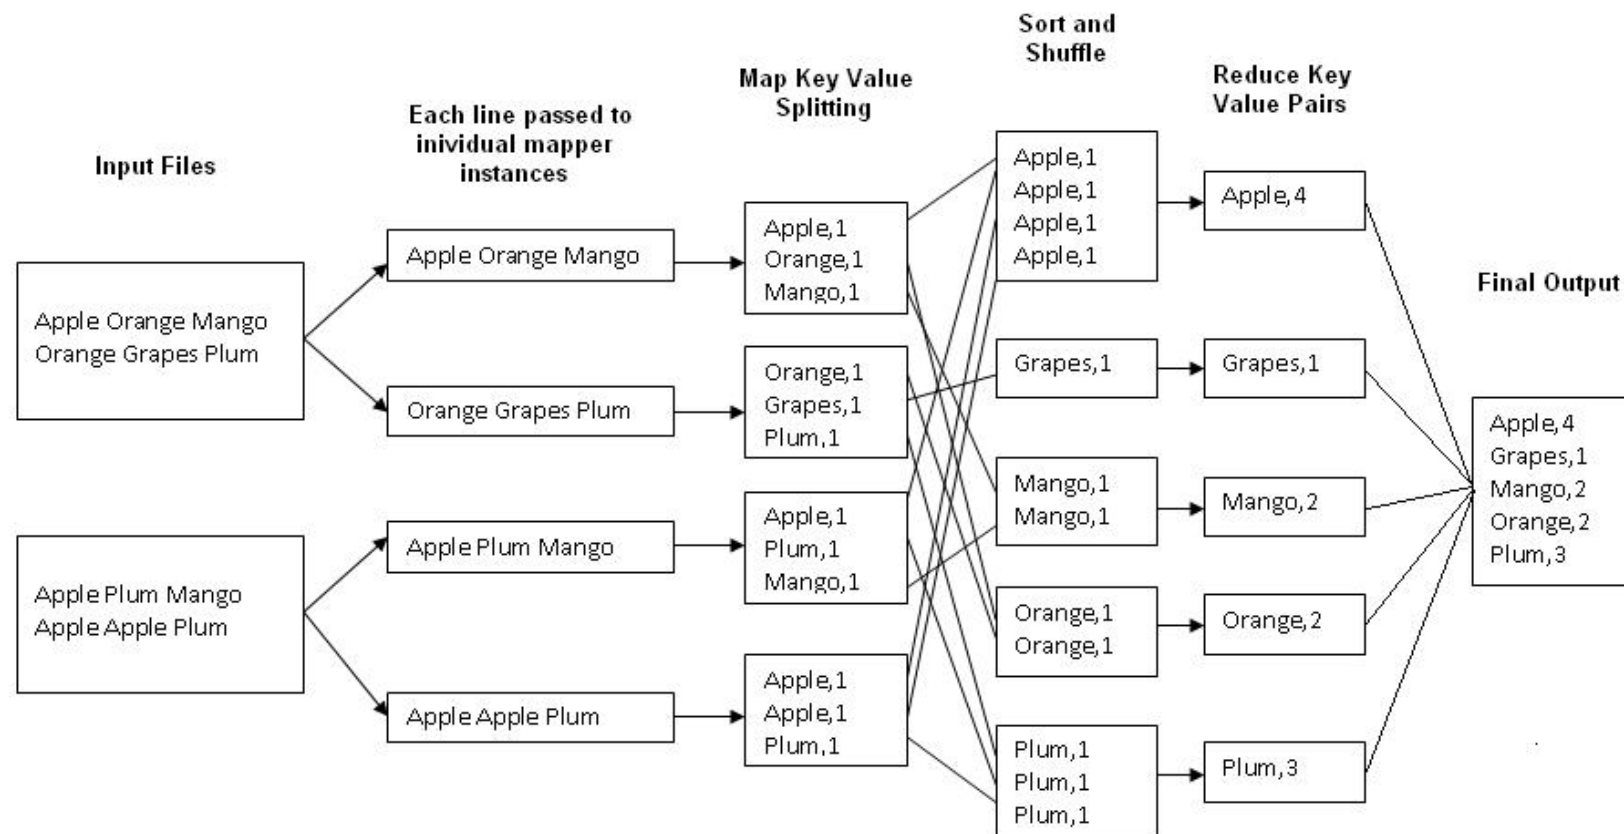 Input Files
Apple Orange Mango
Orange Grapes Plum
Apple Plum Mango
Apple Apple Plum
Each line passed to
inividual mapper
instances
Apple Orange Mango
Orange Grapes Plum
Apple Plum Mango
Apple Apple Plum
Map Key Value
Splitting
Apple,1
Orange,1
Mango,1
Orange,1
Grapes,1
Plum,1
Apple,1
Plum,1
Mango,1
Apple,1
Apple,1
Plum,1
Sort and
Shuffle
Apple,1
Apple,1
Apple,1
Apple,1
Grapes,1
Mango,1
Mango,1
Orange,1
Orange,1
Plum,1
Plum,1
Plum,1
Reduce Key
Value Pairs
Apple,4
Grapes,1
Mango,2
Orange,2
Plum,3
Final Output
Apple,4
Grapes,1
Mango,2
Orange,2
Plum,3